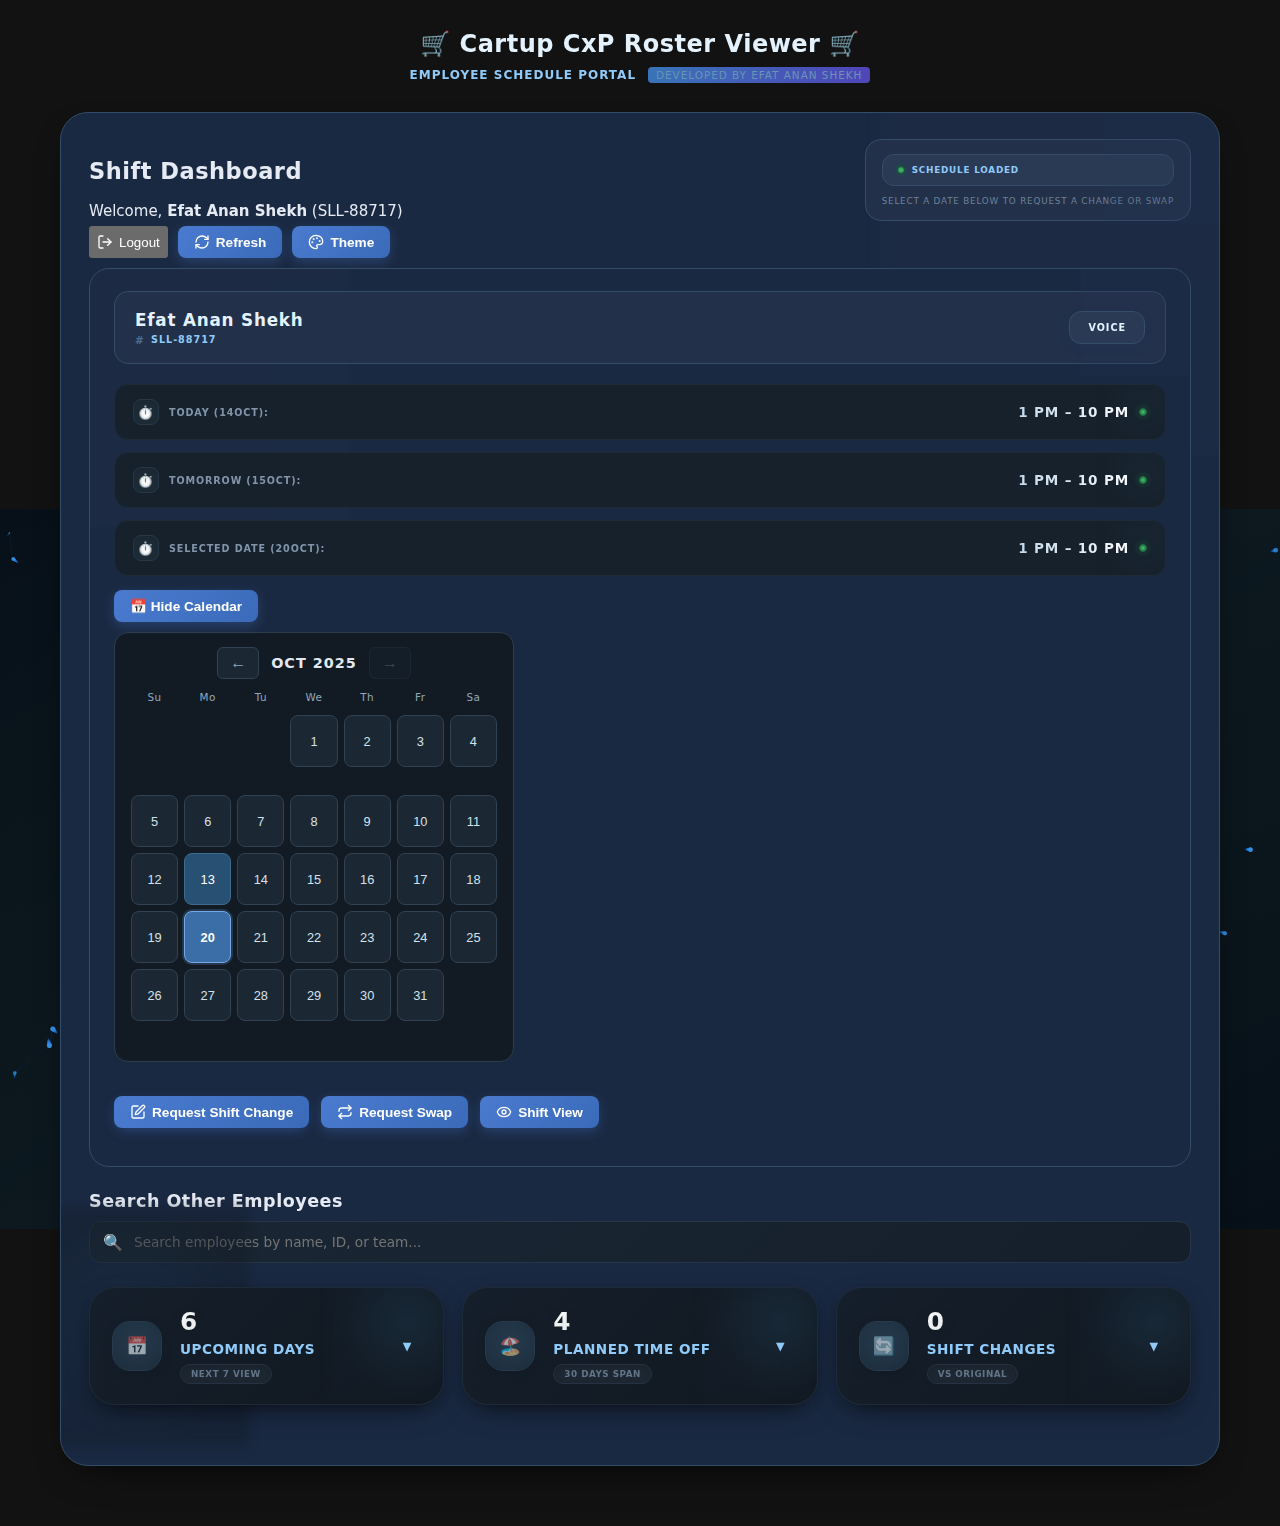 🛒 Cartup CxP Roster Viewer 🛒
EMPLOYEE SCHEDULE PORTAL DEVELOPED BY EFAT ANAN SHEKH
Shift Dashboard
SCHEDULE LOADED
SELECT A DATE BELOW TO REQUEST A CHANGE OR SWAP
Welcome, Efat Anan Shekh (SLL-88717)
Logout Refresh Theme
Efat Anan Shekh
# SLL-88717
VOICE
TODAY (14OCT): 1 PM – 10 PM
TOMORROW (15OCT): 1 PM – 10 PM
SELECTED DATE (20OCT): 1 PM – 10 PM
📅 Hide Calendar
← OCT 2025 →
Su Mo Tu We Th Fr Sa
1 2 3 4
5 6 7 8 9 10 11
12 13 14 15 16 17 18
19 20 21 22 23 24 25
26 27 28 29 30 31
Request Shift Change Request Swap Shift View
Search Other Employees
🔍 Search employees by name, ID, or team...
6
UPCOMING DAYS ▼
NEXT 7 VIEW
4
PLANNED TIME OFF ▼
30 DAYS SPAN
0
SHIFT CHANGES ▼
VS ORIGINAL